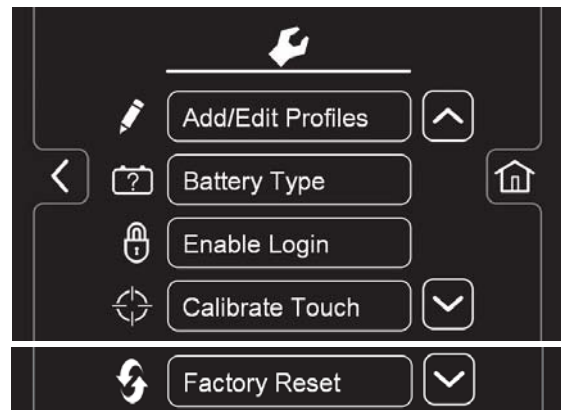 Add/Edit Profiles
Battery Type
?
Enable Login
Calibrate Touch
Factory Reset